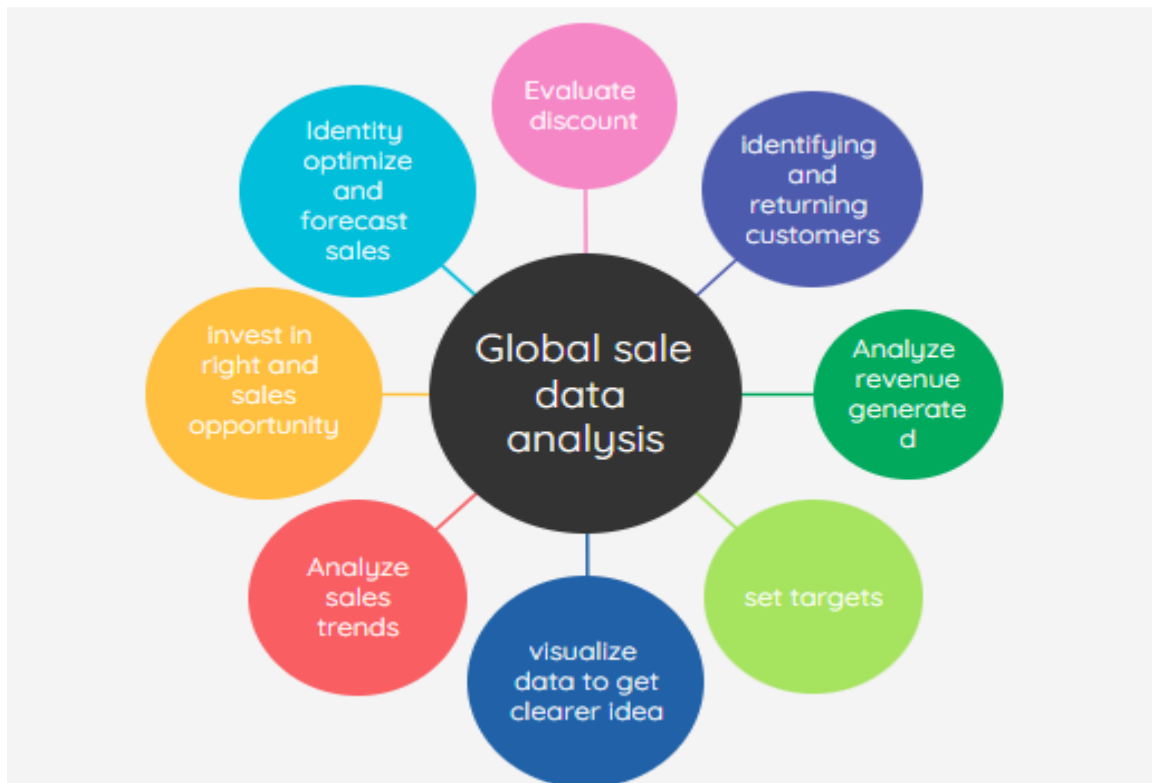 Evaluate
discount
Identity
optimize
and
forecast
sales
identifying
and
returning
customers
invest in
right and
sales
opportunity
Global sale
data
analysis
Analyze
revenue
generate
d
Analyze
sales
trends
set targets
visualize
data to get
clearer idea